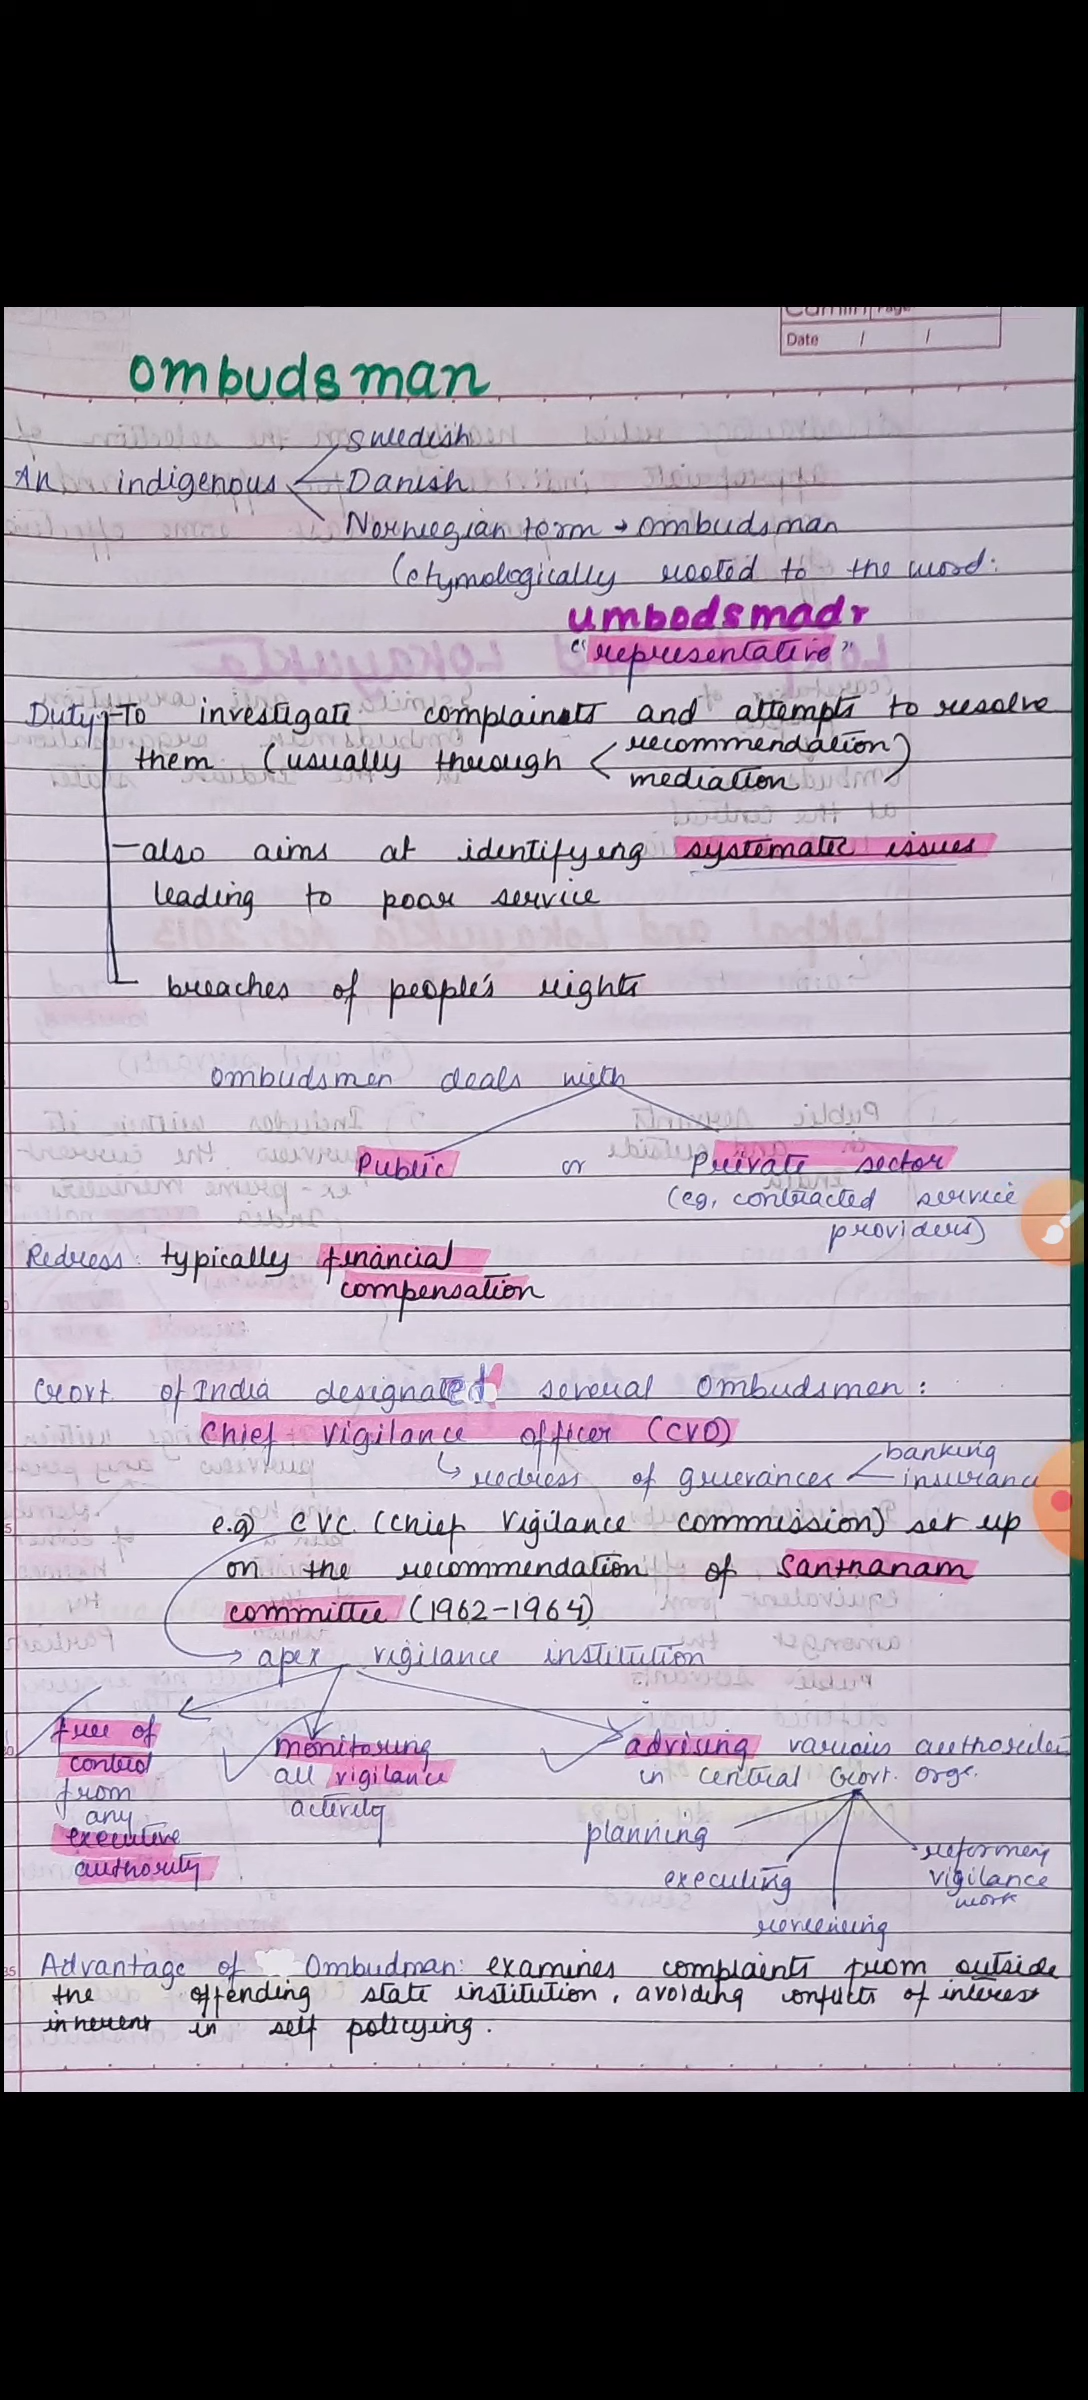 Camlin Page
Date / /
ombudsman
Swedish
An indigenous Danish
Norwegian term → ombudsman
(etymologically rooted to the word:
umbodsmadr
"representative"
Duty: To investigate complainsts and attempts to resolve
them (usually through recommendation)
mediation
- also aims at identifying systematic issues
leading to poor service
breaches of people's rights
ombudsmen deals with
Public or Private sector
(eg, contracted service
providers)
Redress: typically financial
compensation
Govt. of India designated several Ombudsmen:
Chief Vigilance officer (CVO)
↳ redress of grievances banking
insuranc
e.g) CVC (Chief Vigilance commission) set up
on the recommendation of Santhanam
committee (1962-1964)
→ apex vigilance institution
free of
control
from
any
executive
authority
monitoring
all vigilance
activity
advising various authorities
in central Govt. orgs.
planning
executing
reviewing
reforming
vigilance
work
35 Advantage of Ombudman: examines complaints from outside
the offending state institution, avoiding conflicts of interest
inherent in self policying.